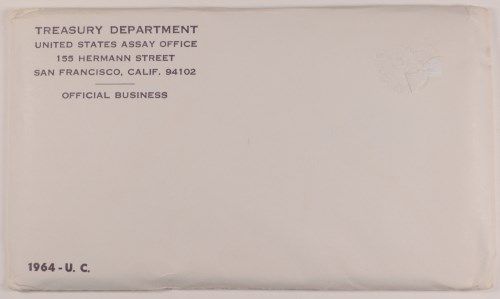 TREASURY DEPARTMENT
UNITED STATES ASSAY OFFICE
155 HERMANN STREET
SAN FRANCISCO, CALIF. 94102
OFFICIAL BUSINESS
1964 - U. C.